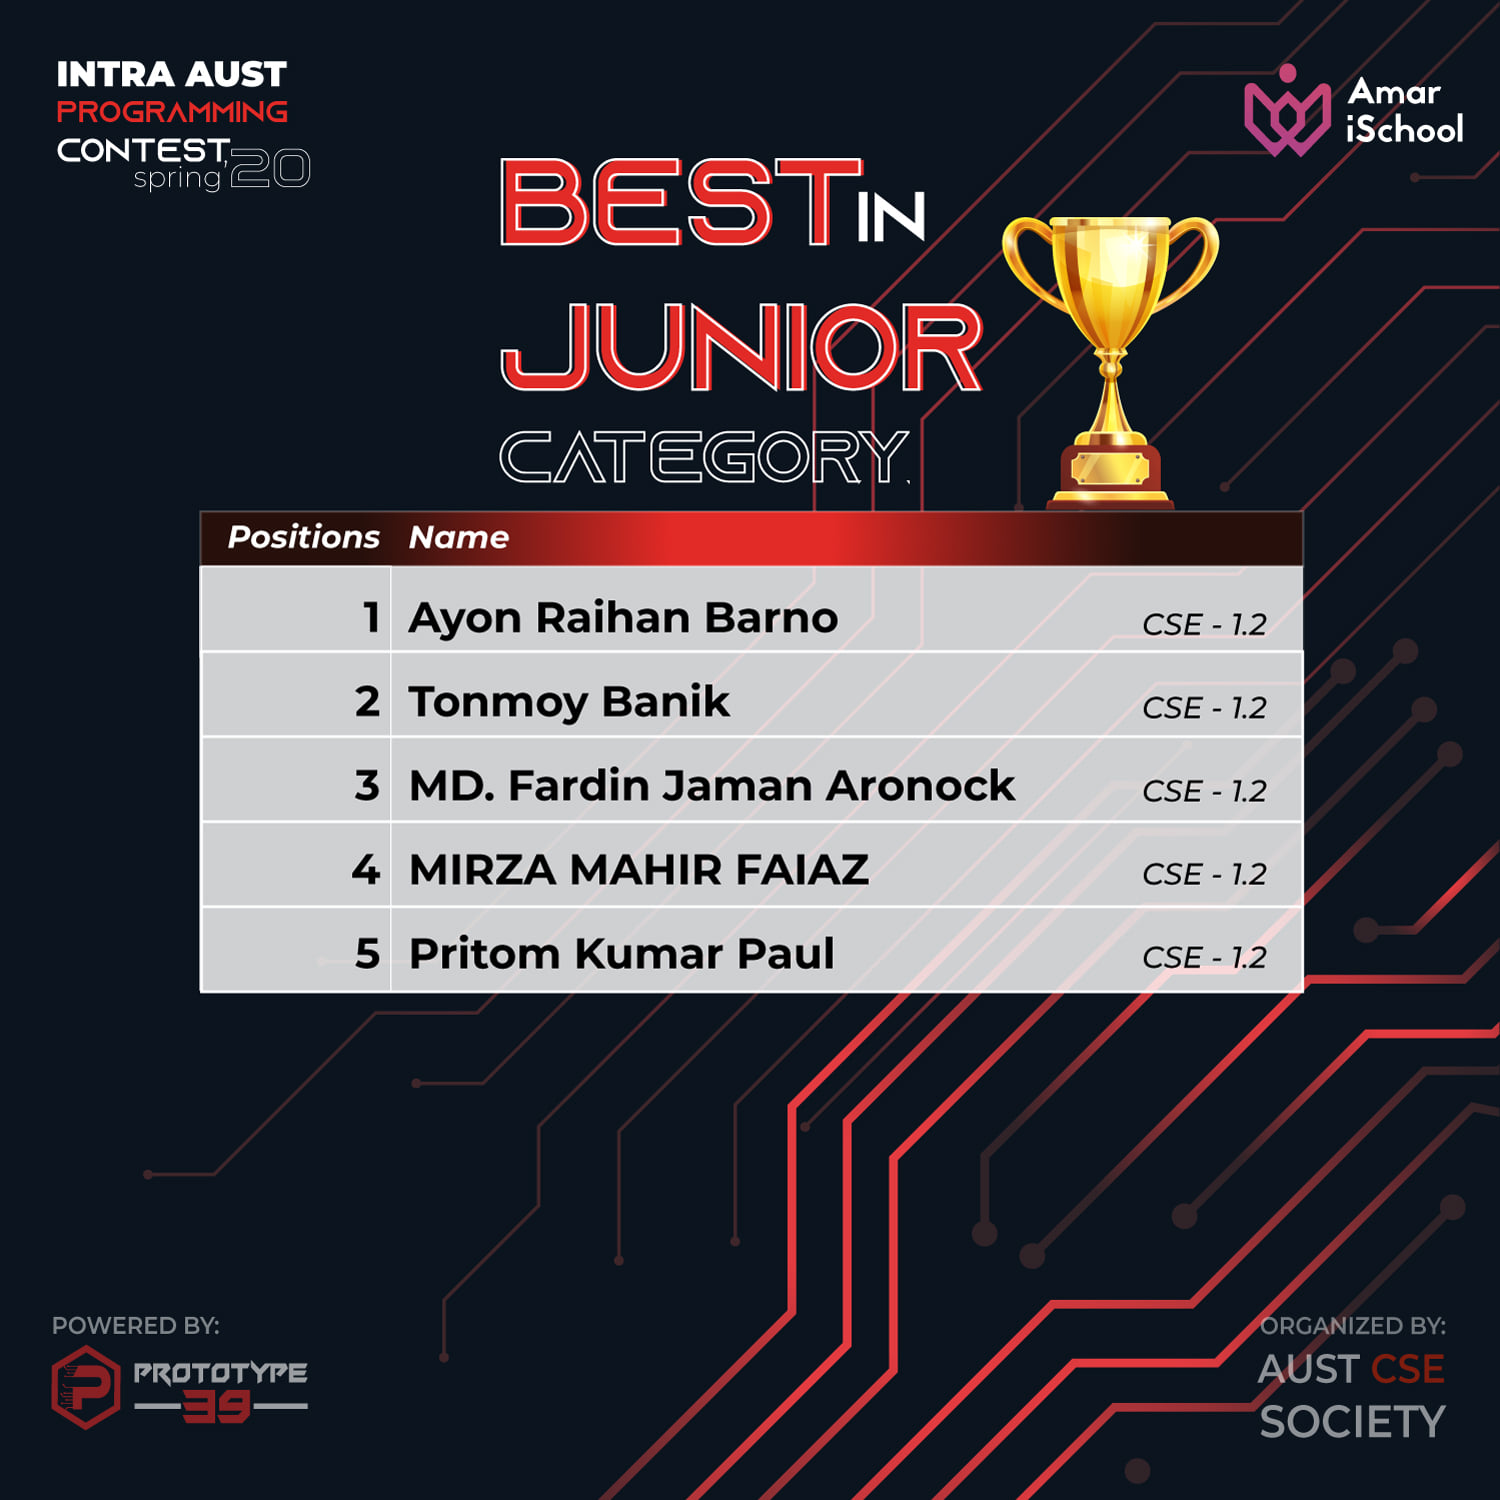 INTRA AUST
PROGRAMMING
CONTEST,
spring'20
Amar
iSchool
BEST IN
JUNIOR
CATEGORY
Positions Name
1 Ayon Raihan Barno CSE - 1.2
2 Tonmoy Banik CSE - 1.2
3 MD. Fardin Jaman Aronock CSE - 1.2
4 MIRZA MAHIR FAIAZ CSE - 1.2
5 Pritom Kumar Paul CSE - 1.2
POWERED BY:
PROTOTYPE
39
ORGANIZED BY:
AUST CSE
SOCIETY